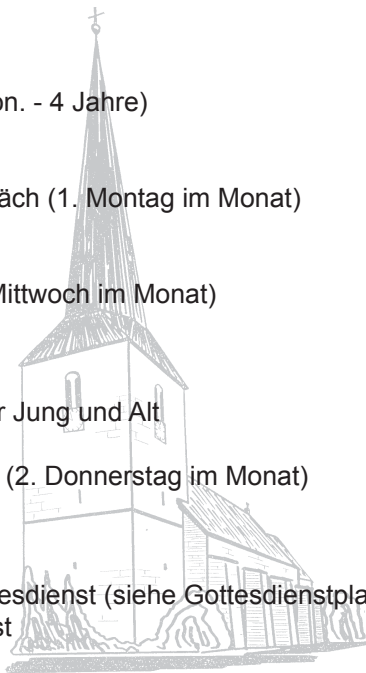 on. - 4 Jahre)
äch (1. Montag im Monat)
Mittwoch im Monat)
r Jung und Alt
(2. Donnerstag im Monat)
esdienst (siehe Gottesdienstpla
st